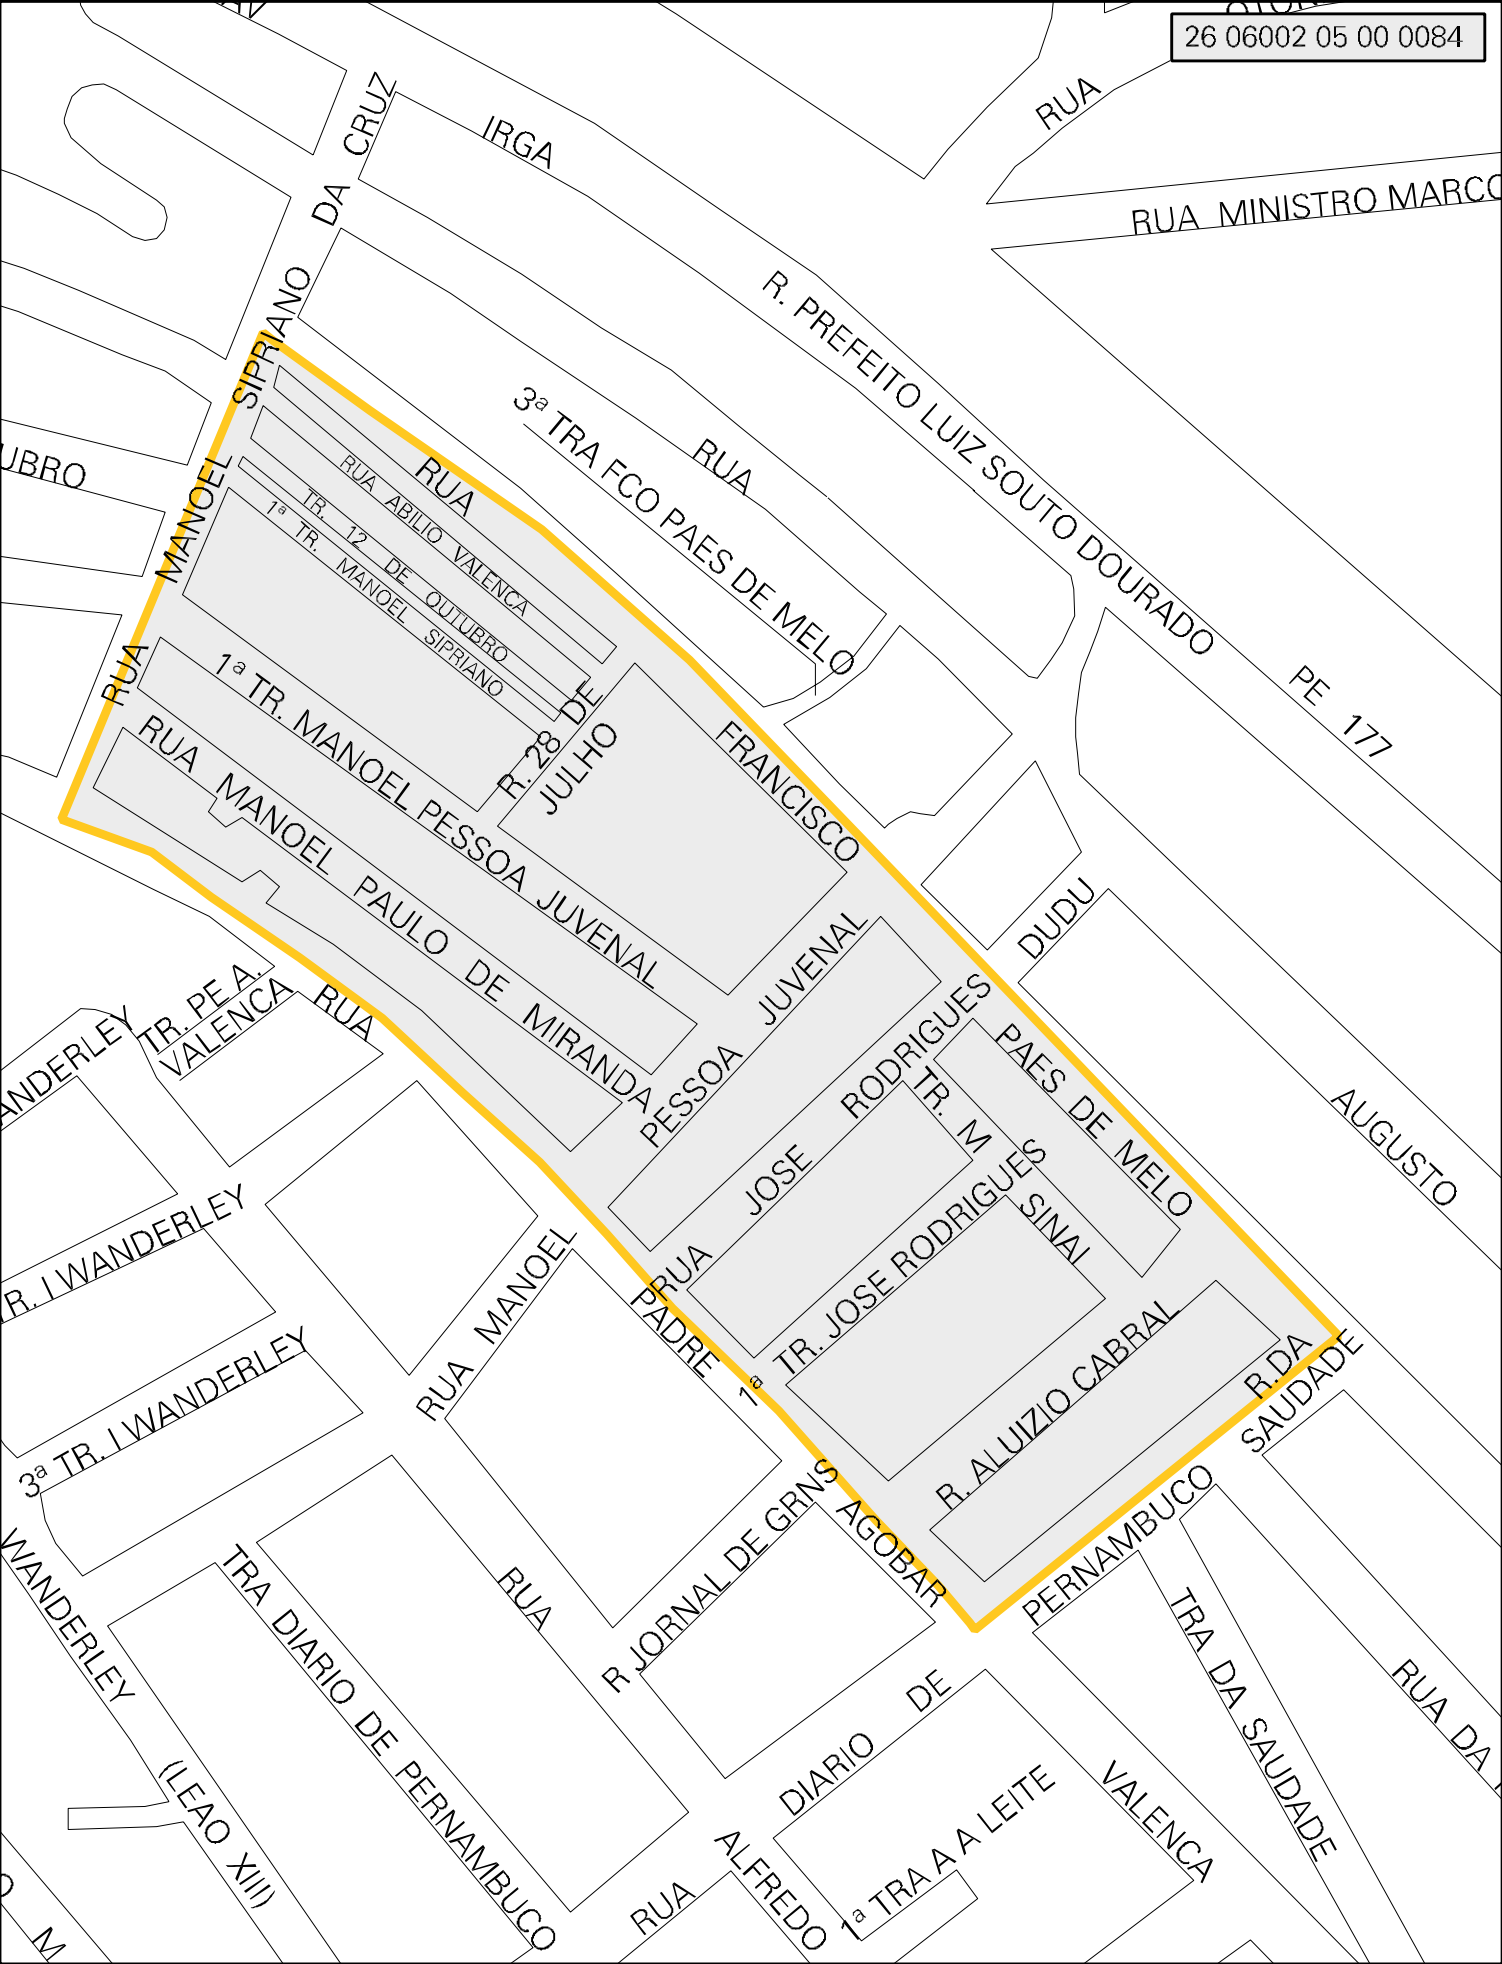 26 06002 05 00 0084
RUA
IRGA
RUA MINISTRO MARCO
RUA MANOEL SIPRIANO DA CRUZ
R. PREFEITO LUIZ SOUTO DOURADO
PE 177
3ª TRA FCO PAES DE MELO
RUA
DUDU
AUGUSTO
UBRO
RUA FRANCISCO PAES DE MELO
RUA ABILIO VALENCA
TR. 12 DE OUTUBRO
1ª TR. MANOEL SIPRIANO
R. 28 DE
JULHO
1ª TR. MANOEL PESSOA JUVENAL
RUA MANOEL PAULO DE MIRANDA
PESSOA JUVENAL
RUA JOSE RODRIGUES
TR. M SINAI
1ª TR. JOSE RODRIGUES
R. ALUIZIO CABRAL
R.DA
SAUDADE
TR. PE A.
VALENCA
RUA PADRE AGOBAR VALENCA
ANDERLEY
R. I WANDERLEY
3ª TR. I WANDERLEY
RUA MANOEL
R JORNAL DE GRNS
WANDERLEY
(LEAO XIII)
TRA DIARIO DE PERNAMBUCO
RUA
ALFREDO
RUA DIARIO DE PERNAMBUCO
1ª TRA A A LEITE
TRA DA SAUDADE
RUA DA
M